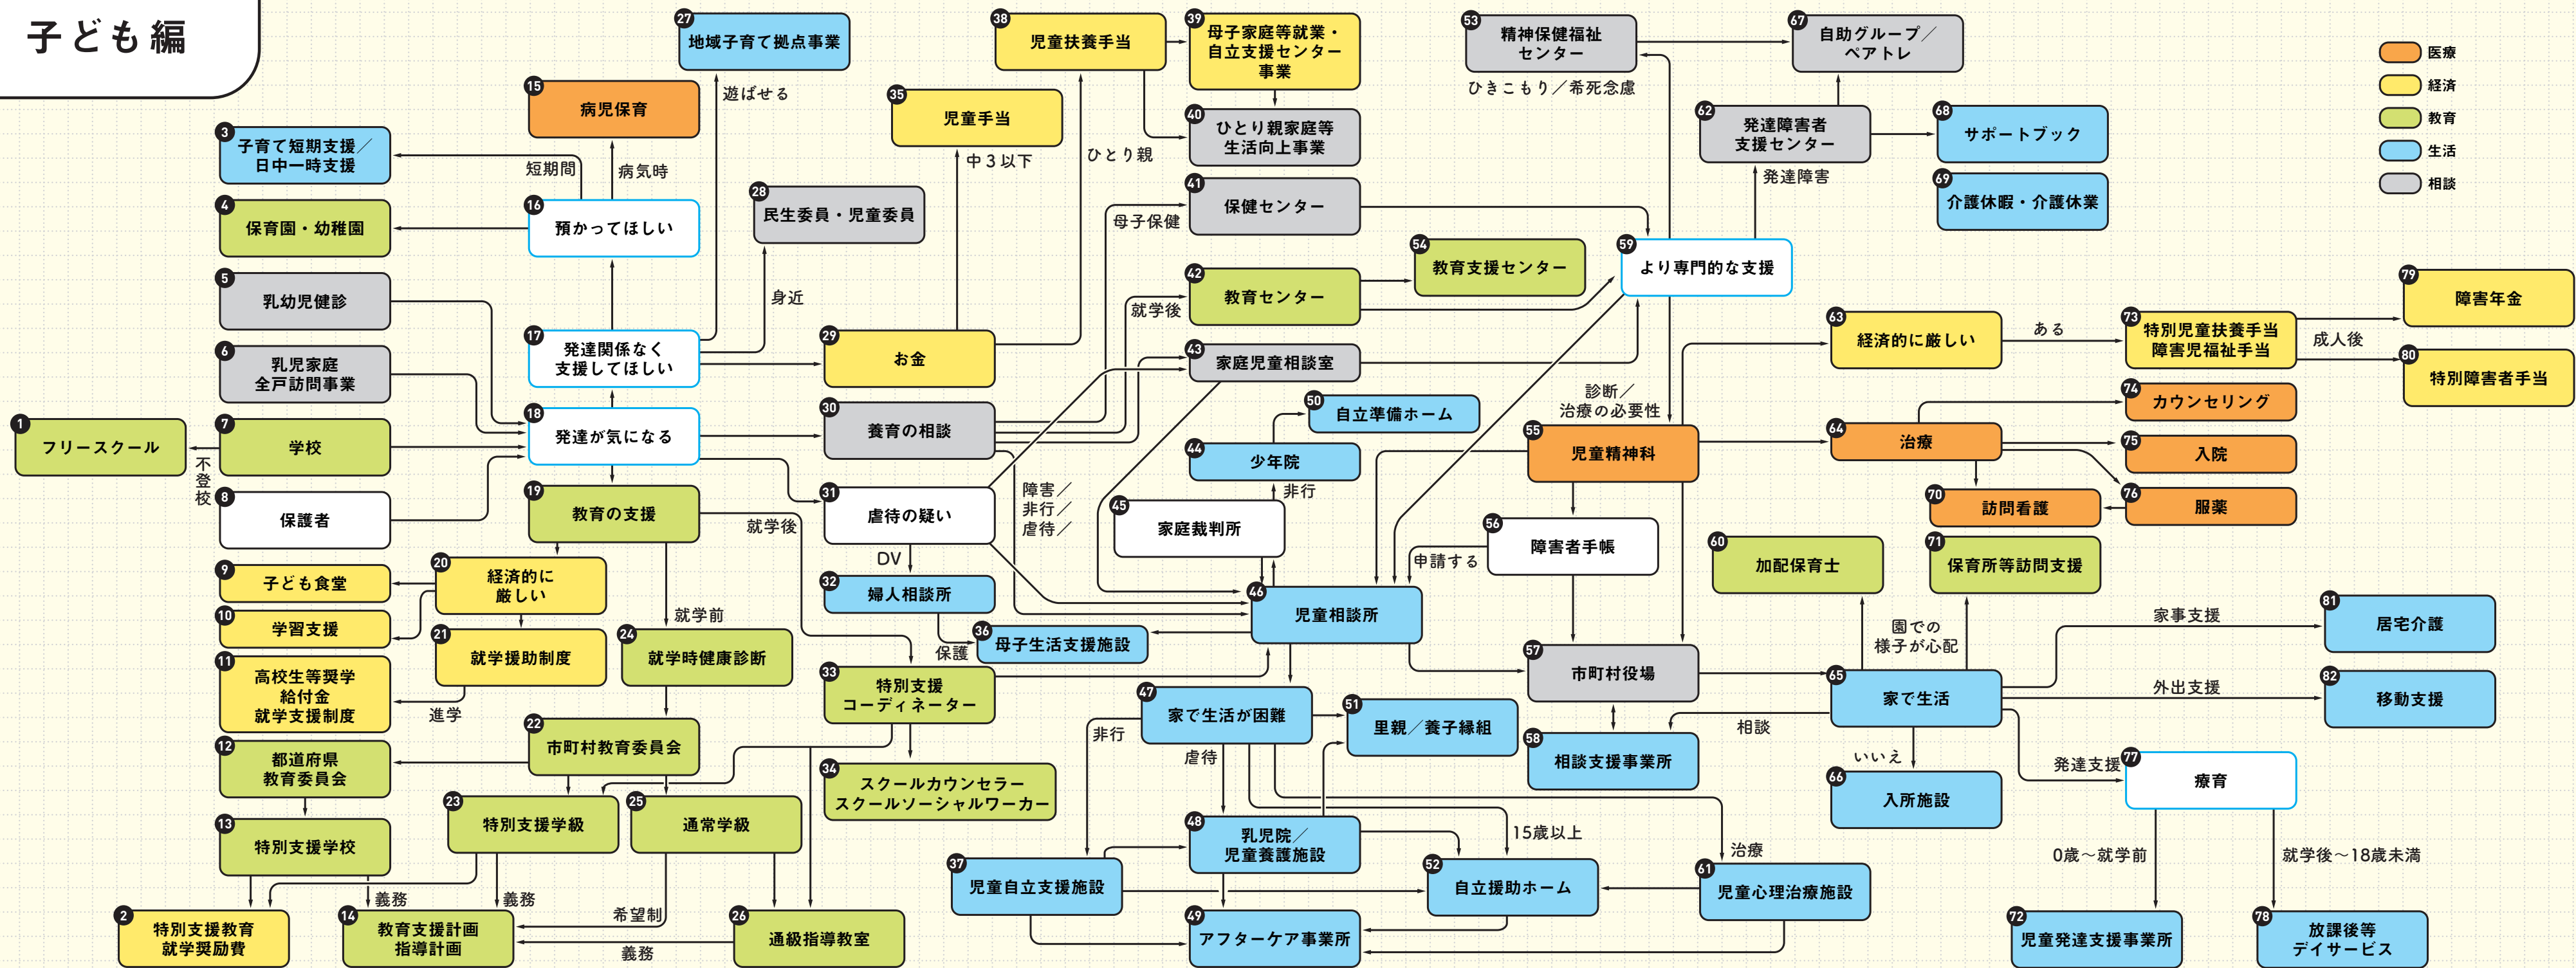 子ども編
医療
経済
教育
生活
相談
1
フリースクール
不登校
2
特別支援教育
就学奨励費
3
子育て短期支援／
日中一時支援
4
保育園・幼稚園
5
乳幼児健診
6
乳児家庭
全戸訪問事業
7
学校
8
保護者
9
子ども食堂
10
学習支援
11
高校生等奨学
給付金
就学支援制度
12
都道府県
教育委員会
13
特別支援学校
義務
14
教育支援計画
指導計画
15
病児保育
短期間
病気時
16
預かってほしい
17
発達関係なく
支援してほしい
18
発達が気になる
19
教育の支援
就学後
就学前
20
経済的に
厳しい
21
就学援助制度
進学
22
市町村教育委員会
23
特別支援学級
義務
24
就学時健康診断
25
通常学級
希望制
26
通級指導教室
義務
27
地域子育て拠点事業
遊ばせる
28
民生委員・児童委員
身近
29
お金
30
養育の相談
31
虐待の疑い
DV
32
婦人相談所
保護
33
特別支援
コーディネーター
34
スクールカウンセラー
スクールソーシャルワーカー
35
児童手当
中３以下
36
母子生活支援施設
37
児童自立支援施設
38
児童扶養手当
ひとり親
39
母子家庭等就業・
自立支援センター
事業
40
ひとり親家庭等
生活向上事業
41
保健センター
母子保健
42
教育センター
就学後
43
家庭児童相談室
障害／
非行／
虐待／
44
少年院
非行
45
家庭裁判所
46
児童相談所
47
家で生活が困難
非行
虐待
48
乳児院／
児童養護施設
49
アフターケア事業所
50
自立準備ホーム
51
里親／養子縁組
52
自立援助ホーム
15歳以上
53
精神保健福祉
センター
ひきこもり／希死念慮
54
教育支援センター
診断／
治療の必要性
55
児童精神科
56
障害者手帳
申請する
57
市町村役場
58
相談支援事業所
59
より専門的な支援
60
加配保育士
61
児童心理治療施設
治療
62
発達障害者
支援センター
発達障害
63
経済的に厳しい
ある
64
治療
65
家で生活
園での
様子が心配
相談
いいえ
66
入所施設
67
自助グループ／
ペアトレ
68
サポートブック
69
介護休暇・介護休業
70
訪問看護
71
保育所等訪問支援
72
児童発達支援事業所
73
特別児童扶養手当
障害児福祉手当
成人後
74
カウンセリング
75
入院
76
服薬
77
療育
発達支援
0歳～就学前
就学後～18歳未満
78
放課後等
デイサービス
79
障害年金
80
特別障害者手当
81
居宅介護
家事支援
82
移動支援
外出支援